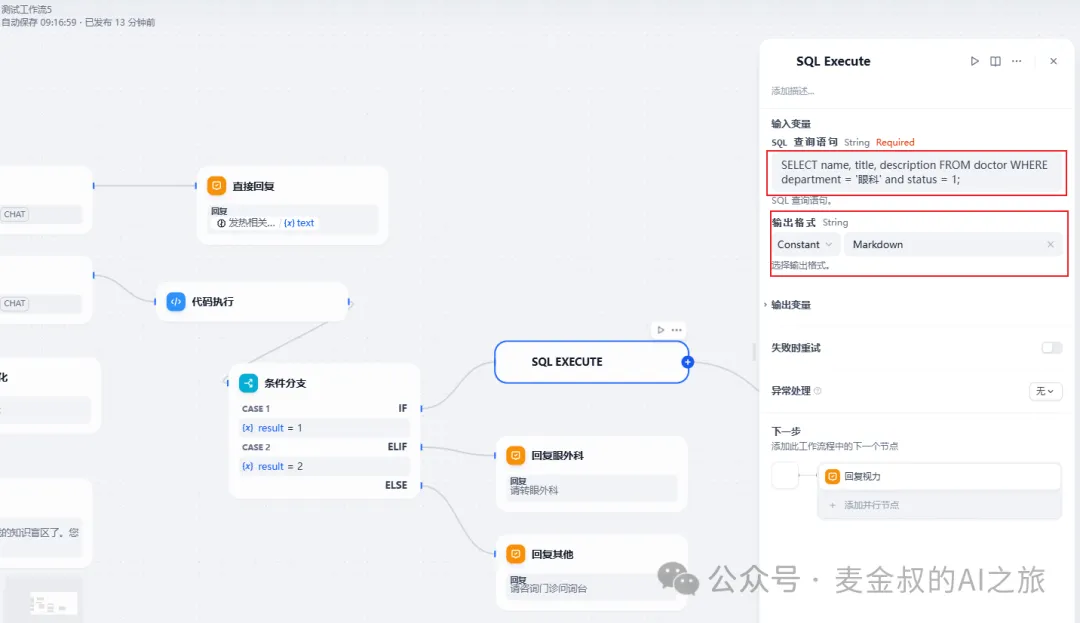 测试工作流5
自动保存 09:16:59 · 已发布 13 分钟前
CHAT
CHAT
化
的知识盲区了。您
直接回复
回复
发热相关... {x} text
代码执行
条件分支
CASE 1 IF
{x} result = 1
CASE 2 ELIF
{x} result = 2
ELSE
SQL EXECUTE
回复眼外科
回复
请转眼外科
回复其他
回复
请咨询门诊问询台
SQL Execute
添加描述...
输入变量
SQL 查询语句 String Required
SELECT name, title, description FROM doctor WHERE
department = '眼科' and status = 1;
SQL 查询语句。
输出格式 String
Constant Markdown
选择输出格式。
输出变量
失败时重试
异常处理 无
下一步
添加此工作流程中的下一个节点
回复视力
+ 添加并行节点
公众号 · 麦金叔的AI之旅